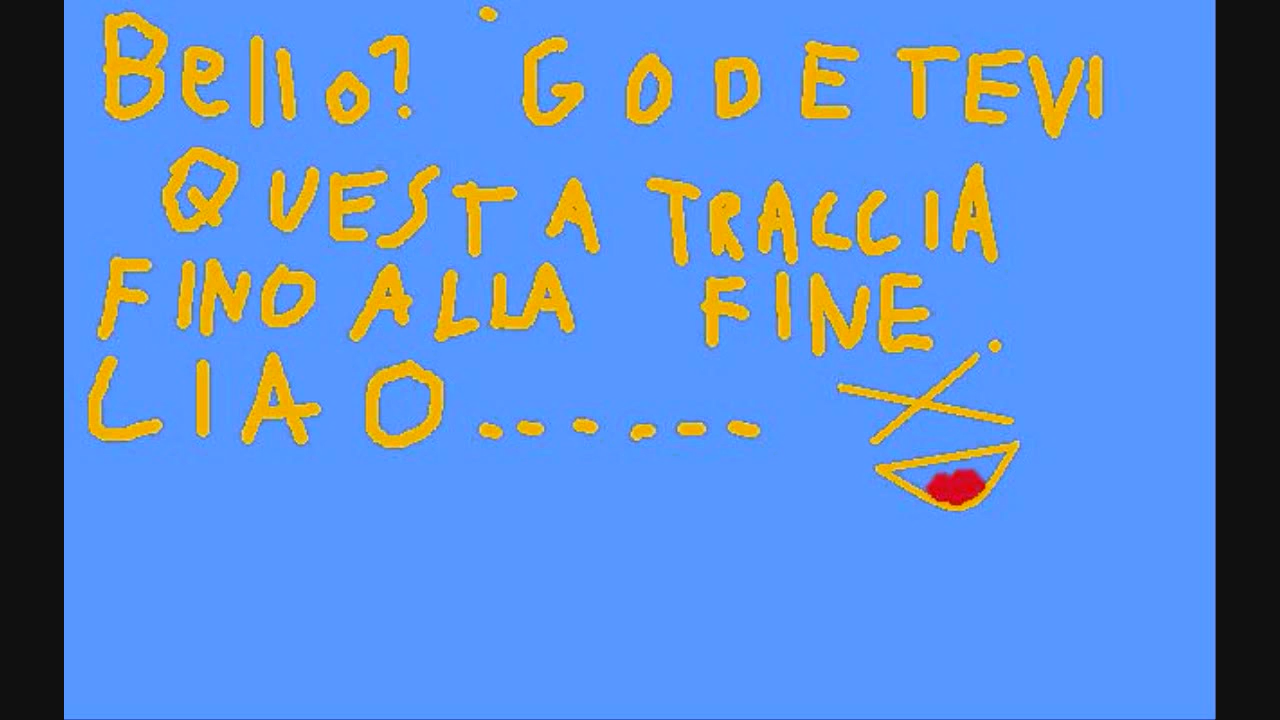 Bello? GODETEVI
QUESTA TRACCIA
FINO ALLA FINE.
CIAO......